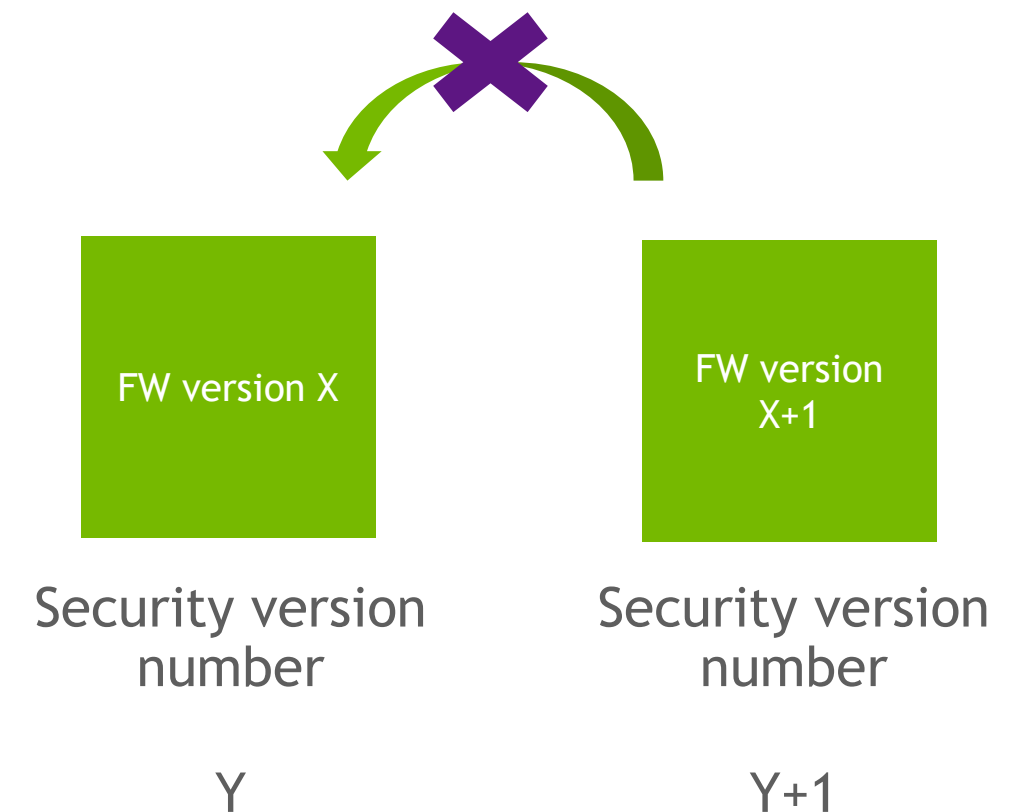 FW version X
FW version
X+1
Security version
number
Y
Security version
number
Y+1